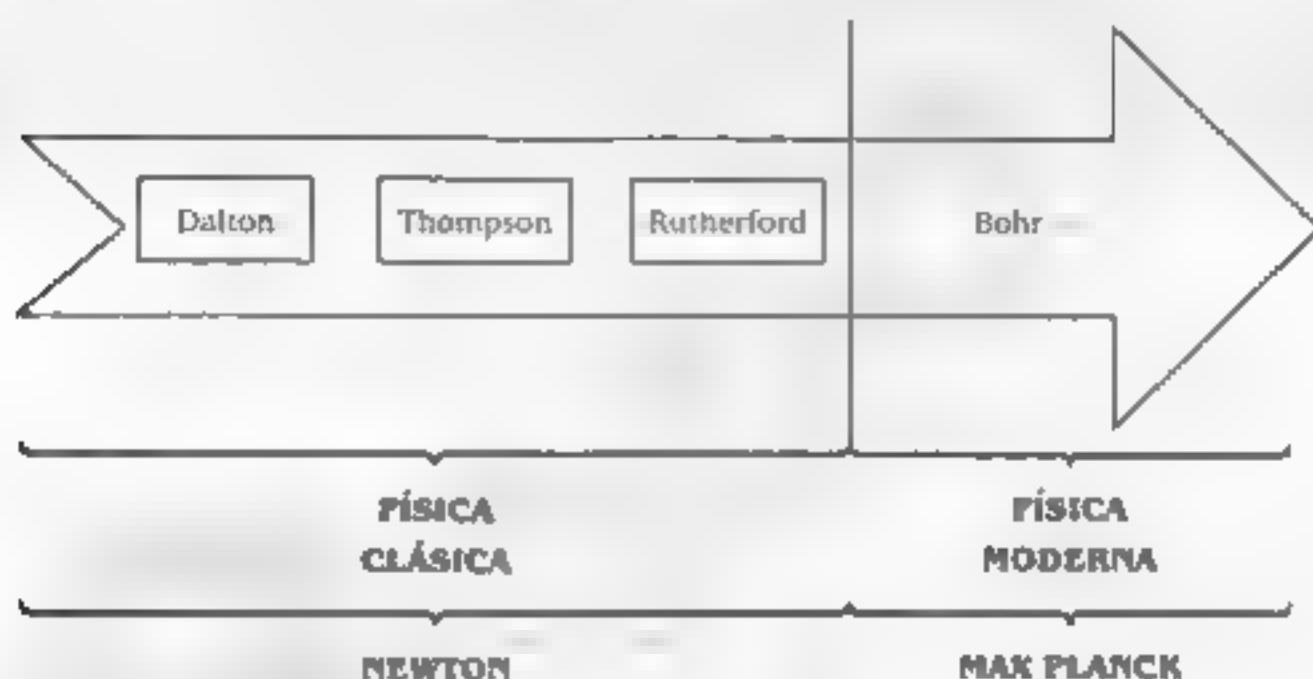 Dalton Thompson Rutherford Bohr
FÍSICA FÍSICA
CLÁSICA MODERNA
NEWTON MAX PLANCK